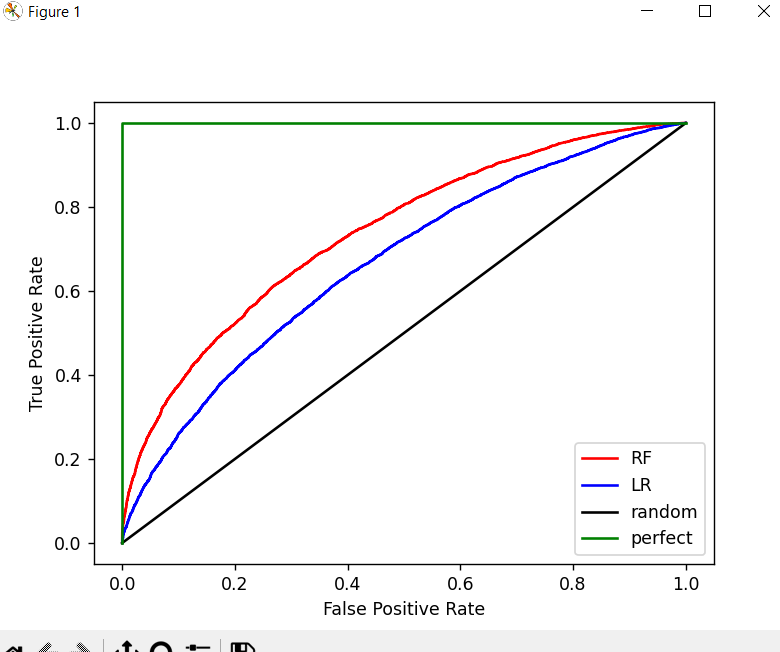 Figure 1
1.0
0.8
0.6
0.4
0.2
0.0
True Positive Rate
RF
LR
random
perfect
0.0 0.2 0.4 0.6 0.8 1.0
False Positive Rate